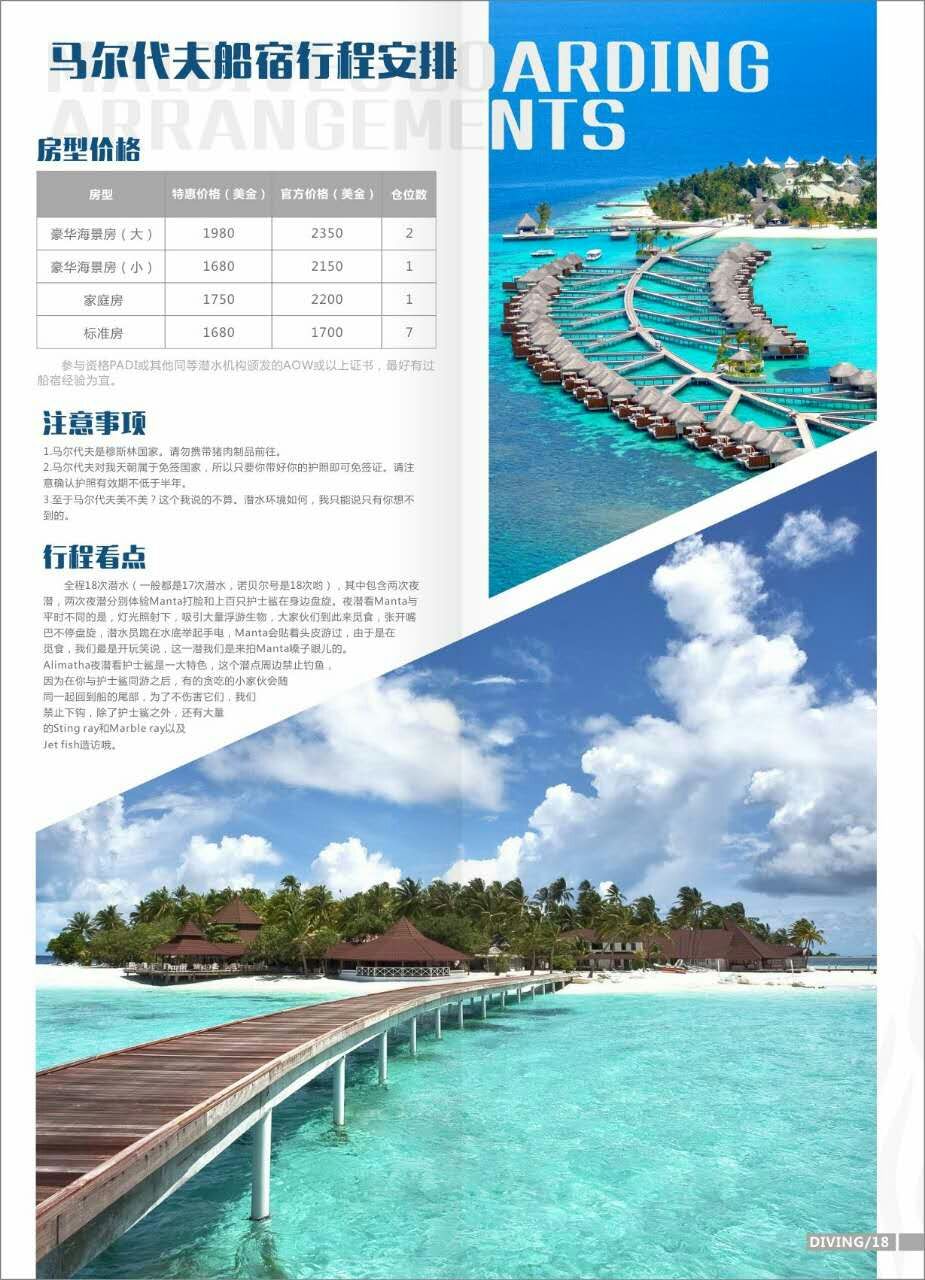 马尔代夫船宿行程安排
MALDIVES BOARDING
ARRANGEMENTS
房型价格
房型 特惠价格（美金） 官方价格（美金） 仓位数
豪华海景房（大） 1980 2350 2
豪华海景房（小） 1680 2150 1
家庭房 1750 2200 1
标准房 1680 1700 7
参与资格PADI或其他同等潜水机构颁发的AOW或以上证书，最好有过
船宿经验为宜。
注意事项
1.马尔代夫是穆斯林国家。请勿携带猪肉制品前往。
2.马尔代夫对我天朝属于免签国家，所以只要你带好你的护照即可免签证。请注
意确认护照有效期不低于半年。
3.至于马尔代夫美不美？这个我说的不算。潜水环境如何，我只能说只有你想不
到的。
行程看点
全程18次潜水（一般都是17次潜水，诺贝尔号是18次哟），其中包含两次夜
潜，两次夜潜分别体验Manta打脸和上百只护士鲨在身边盘旋。夜潜看Manta与
平时不同的是，灯光照射下，吸引大量浮游生物，大家伙们到此来觅食，张开嘴
巴不停盘旋，潜水员跪在水底举起手电，Manta会贴着头皮游过，由于是在
觅食，我们最是开玩笑说，这一潜我们是来拍Manta嗓子眼儿的。
Alimatha夜潜看护士鲨是一大特色，这个潜点周边禁止钓鱼，
因为在你与护士鲨同游之后，有的贪吃的小家伙会随
同一起回到船的尾部，为了不伤害它们，我们
禁止下钩，除了护士鲨之外，还有大量
的Sting ray和Marble ray以及
Jet fish造访哦。
DIVING/18